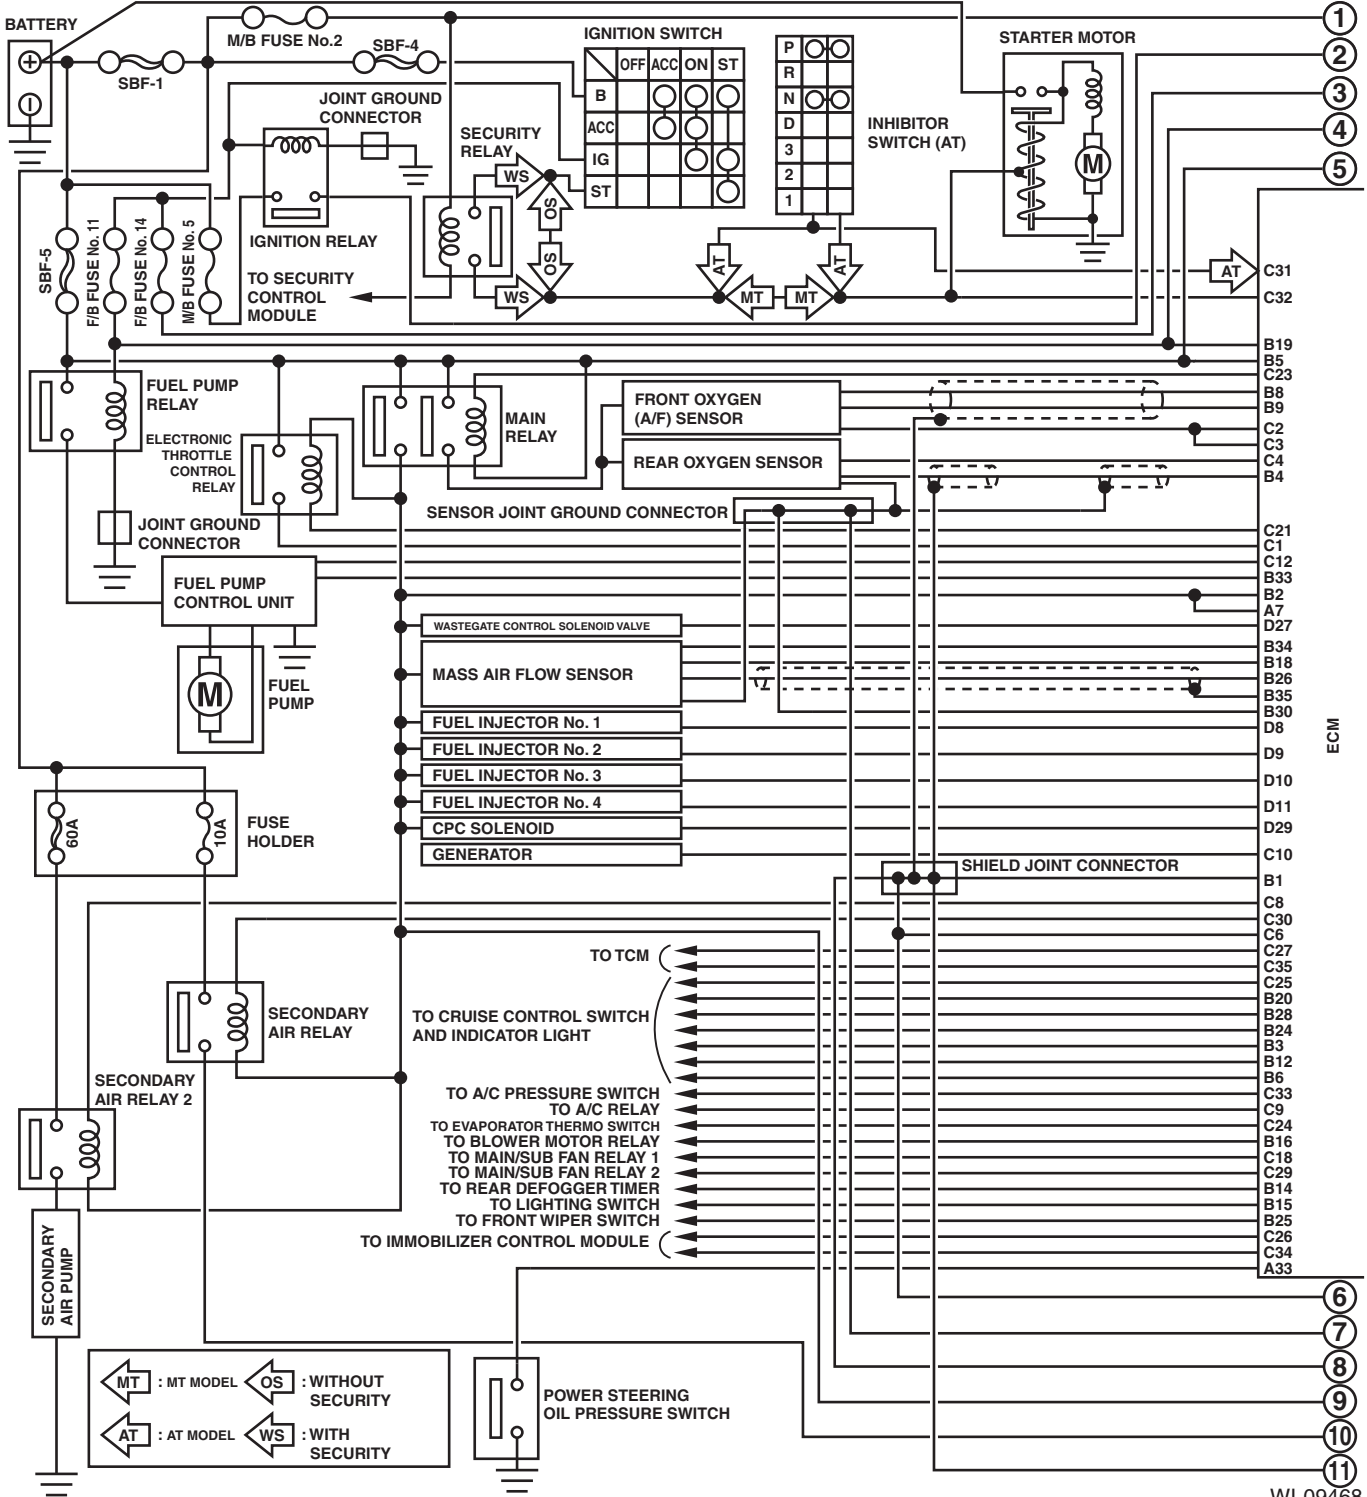 BATTERY
M/B FUSE No.2
SBF-1
SBF-4
IGNITION SWITCH
OFF ACC ON ST
B
ACC
IG
ST
P
R
N
D
3
2
1
INHIBITOR
SWITCH (AT)
STARTER MOTOR
M
1
2
3
4
5
JOINT GROUND
CONNECTOR
SECURITY
RELAY
WS
OS
OS
WS
IGNITION RELAY
TO SECURITY
CONTROL
MODULE
AT
AT
MT
MT
AT
SBF-5
F/B FUSE No. 11
F/B FUSE No. 14
M/B FUSE No. 5
FUEL PUMP
RELAY
ELECTRONIC
THROTTLE
CONTROL
RELAY
MAIN
RELAY
FRONT OXYGEN
(A/F) SENSOR
REAR OXYGEN SENSOR
SENSOR JOINT GROUND CONNECTOR
JOINT GROUND
CONNECTOR
FUEL PUMP
CONTROL UNIT
M
FUEL
PUMP
WASTEGATE CONTROL SOLENOID VALVE
MASS AIR FLOW SENSOR
FUEL INJECTOR No. 1
FUEL INJECTOR No. 2
FUEL INJECTOR No. 3
FUEL INJECTOR No. 4
CPC SOLENOID
GENERATOR
60A
10A
FUSE
HOLDER
SHIELD JOINT CONNECTOR
SECONDARY
AIR RELAY
SECONDARY
AIR RELAY 2
SECONDARY
AIR PUMP
TO TCM
TO CRUISE CONTROL SWITCH
AND INDICATOR LIGHT
TO A/C PRESSURE SWITCH
TO A/C RELAY
TO EVAPORATOR THERMO SWITCH
TO BLOWER MOTOR RELAY
TO MAIN/SUB FAN RELAY 1
TO MAIN/SUB FAN RELAY 2
TO REAR DEFOGGER TIMER
TO LIGHTING SWITCH
TO FRONT WIPER SWITCH
TO IMMOBILIZER CONTROL MODULE
C31
C32
B19
B5
C23
B8
B9
C2
C3
C4
B4
C21
C1
C12
B33
B2
A7
D27
B34
B18
B26
B35
B30
D8
D9
D10
D11
D29
C10
B1
C8
C30
C6
C27
C35
C25
B20
B28
B24
B3
B12
B6
C33
C9
C24
B16
C18
C29
B14
B15
B25
C26
C34
A33
ECM
6
7
8
9
10
11
MT : MT MODEL
OS : WITHOUT
SECURITY
AT : AT MODEL
WS : WITH
SECURITY
POWER STEERING
OIL PRESSURE SWITCH